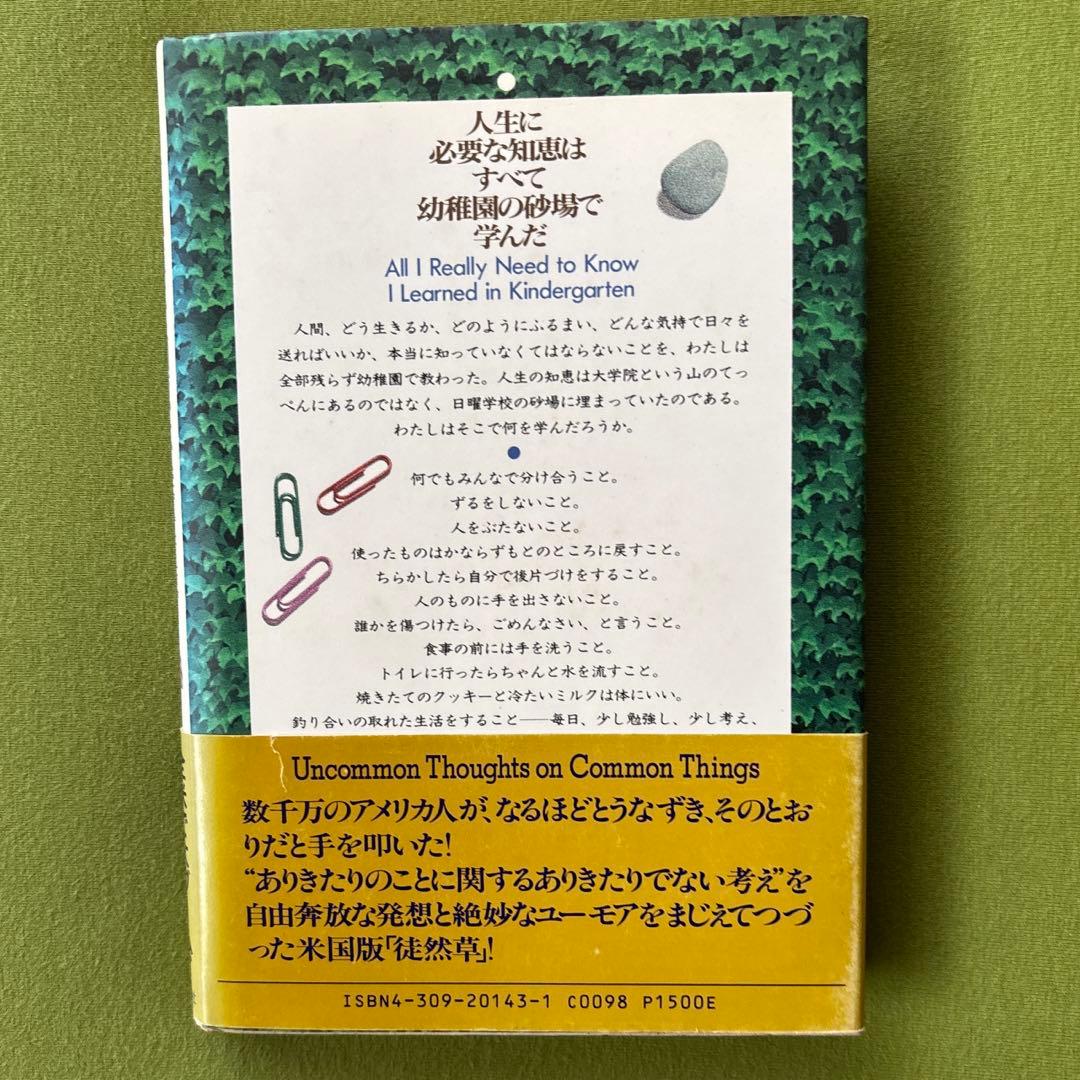 人生に
必要な知恵は
すべて
幼稚園の砂場で
学んだ
All I Really Need to Know
I Learned in Kindergarten
人間、どう生きるか、どのようにふるまい、どんな気持で日々を
送ればいいか、本当に知っていなくてはならないことを、わたしは
全部残らず幼稚園で教わった。人生の知恵は大学院という山のてっ
ぺんにあるのではなく、日曜学校の砂場に埋まっていたのである。
わたしはそこで何を学んだろうか。
何でもみんなで分け合うこと。
ずるをしないこと。
人をぶたないこと。
使ったものはかならずもとのところに戻すこと。
ちらかしたら自分で後片づけをすること。
人のものに手を出さないこと。
誰かを傷つけたら、ごめんなさい、と言うこと。
食事の前には手を洗うこと。
トイレに行ったらちゃんと水を流すこと。
焼きたてのクッキーと冷たいミルクは体にいい。
釣り合いの取れた生活をすること――毎日、少し勉強し、少し考え、
Uncommon Thoughts on Common Things
数千万のアメリカ人が、なるほどとうなずき、そのとお
りだと手を叩いた!
“ありきたりのことに関するありきたりでない考え”を
自由奔放な発想と絶妙なユーモアをまじえてつづ
った米国版「徒然草」!
ISBN4-309-20143-1 C0098 P1500E